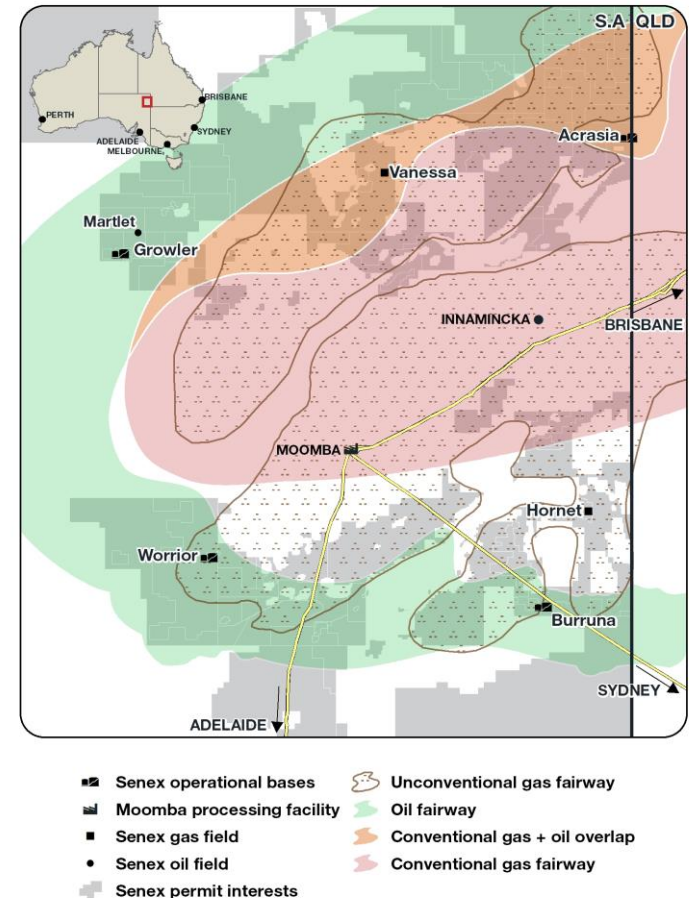 S.A QLD
BRISBANE
PERTH
SYDNEY
ADELAIDE
MELBOURNE
Acrasia
Vanessa
Martlet
Growler
INNAMINCKA
BRISBANE
MOOMBA
Hornet
Worrior
Burruna
SYDNEY
ADELAIDE
Senex operational bases
Moomba processing facility
Senex gas field
Senex oil field
Senex permit interests
Unconventional gas fairway
Oil fairway
Conventional gas + oil overlap
Conventional gas fairway